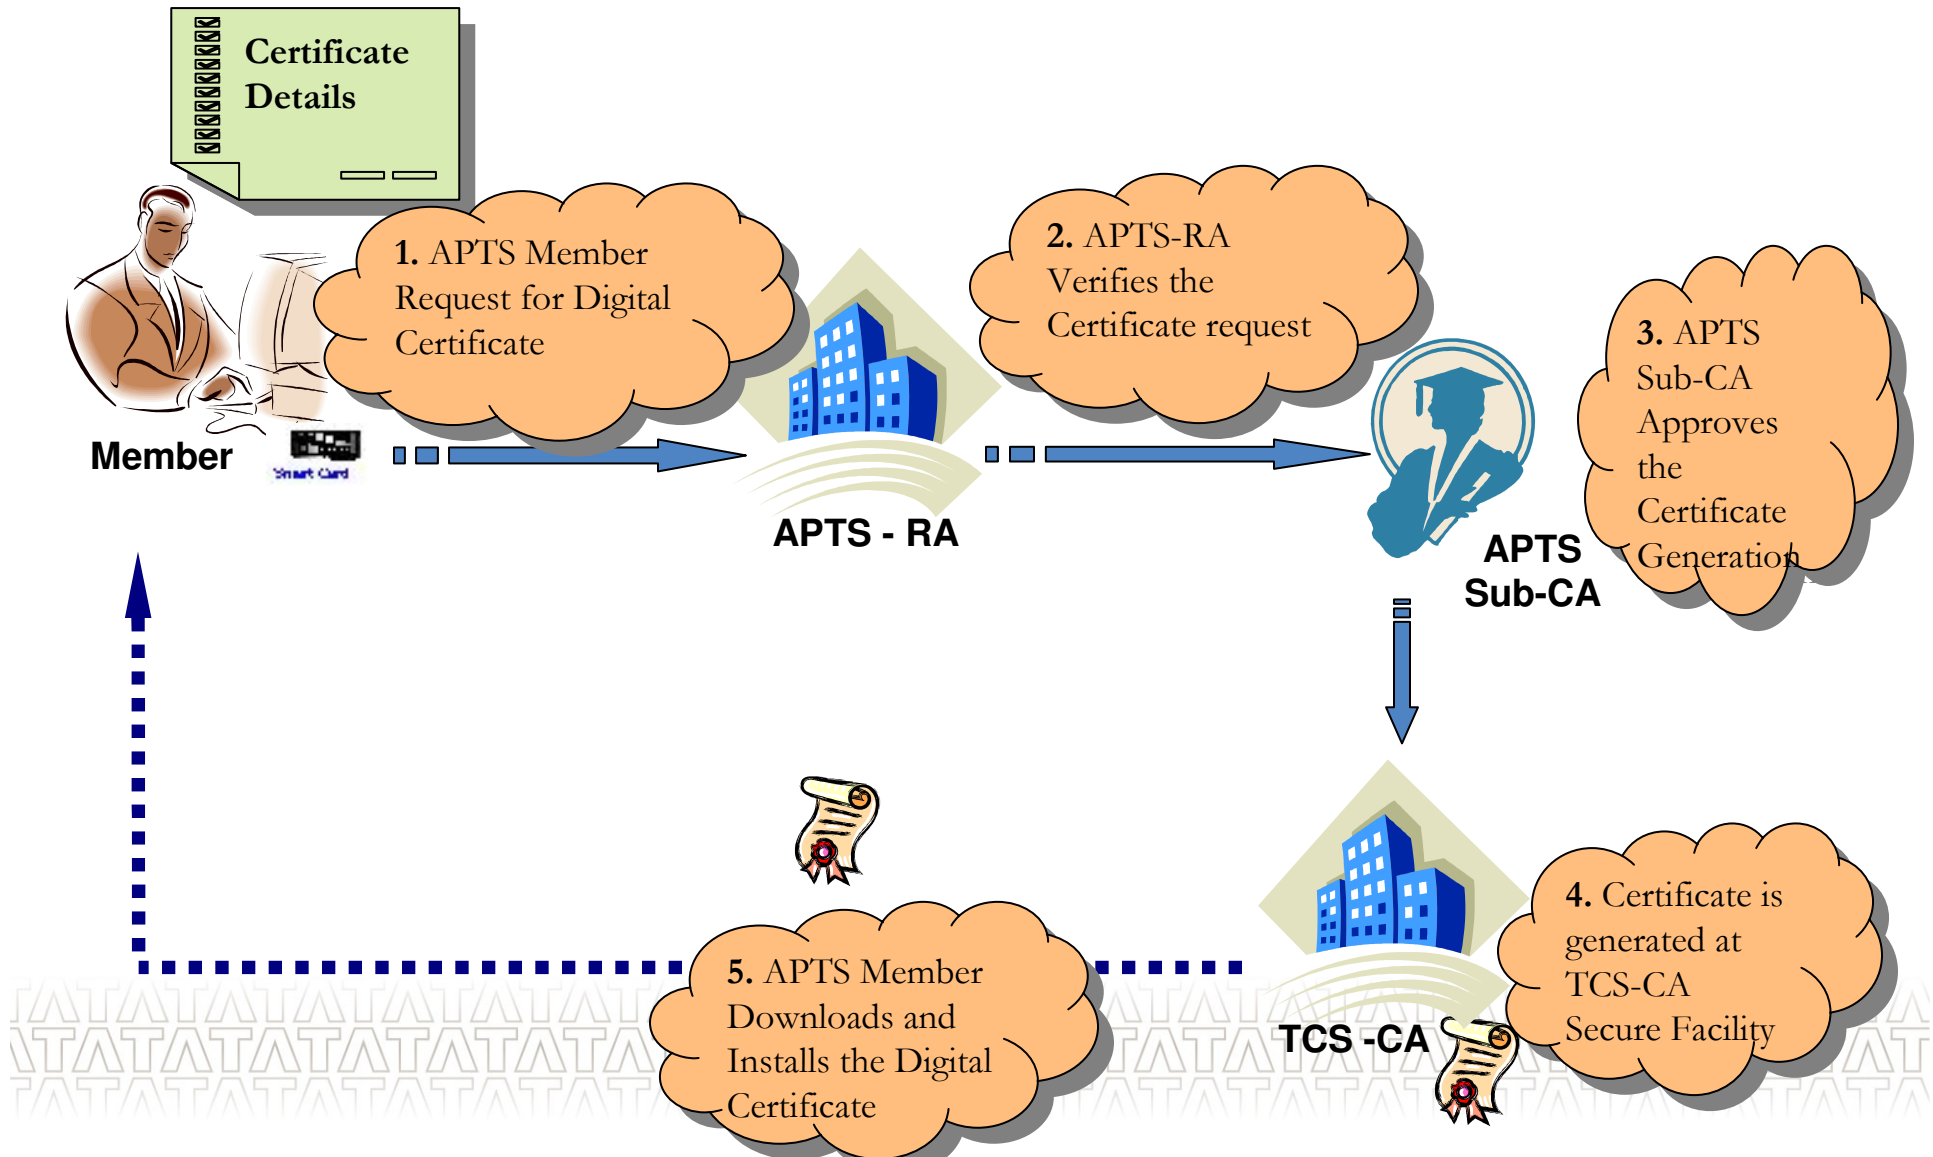 Certificate
Details
1. APTS Member
Request for Digital
Certificate
2. APTS-RA
Verifies the
Certificate request
3. APTS
Sub-CA
Approves
the
Certificate
Generation
Member
Smart Card
APTS - RA
APTS
Sub-CA
4. Certificate is
generated at
TCS-CA
Secure Facility
TCS -CA
5. APTS Member
Downloads and
Installs the Digital
Certificate
TATATATATATATATATATATATATATATA